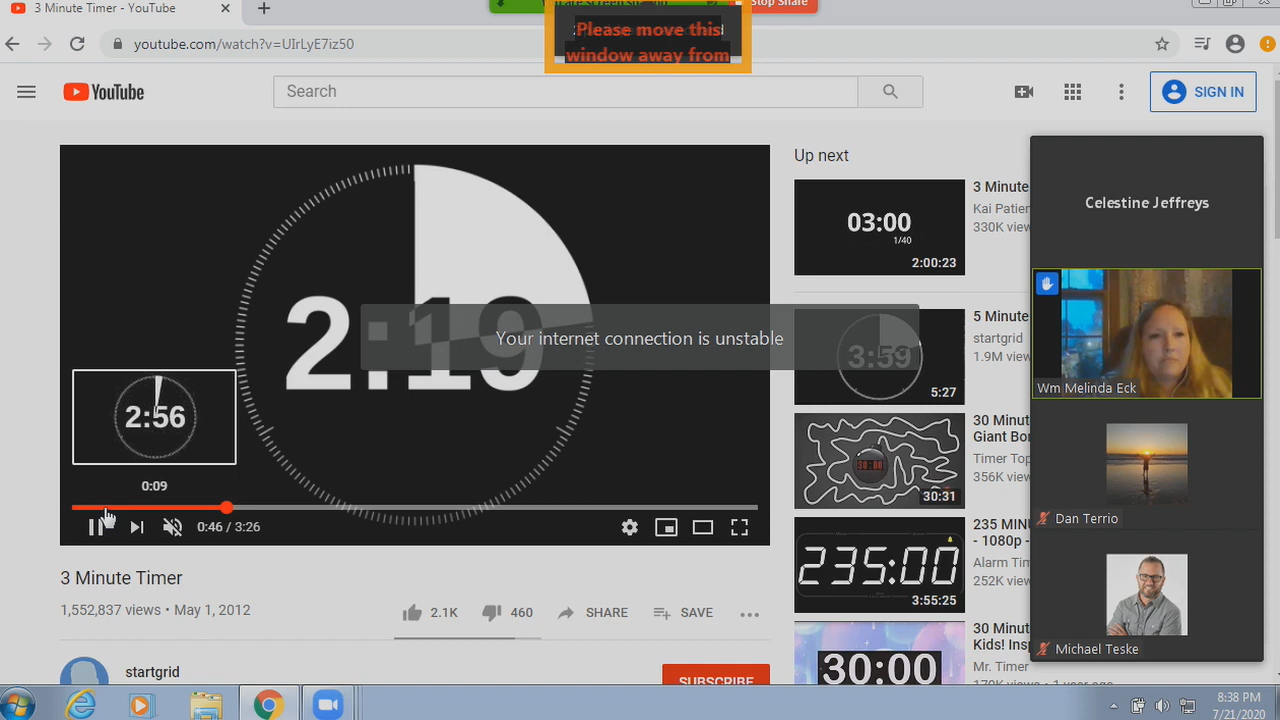 3 Minute Timer - YouTube
Stop Share
Please move this
window away from
youtube.com/watch?v=UIrLyE7iz50
YouTube
Search
SIGN IN
2:19
Your internet connection is unstable
2:56
0:09
0:46 / 3:26
3 Minute Timer
1,552,837 views • May 1, 2012
2.1K
460
SHARE
SAVE
startgrid
SUBSCRIBE
Up next
03:00
1/40
2:00:23
3 Minute
Kai Patien
330K view
3:59
5:27
5 Minute
startgrid
1.9M
30:00
30:31
30 Minut
Giant Bo
Timer Top
356K view
235:00
3:55:25
235 MIN
- 1080p -
Alarm Tim
252K view
30:00
30 Minut
Kids! Insp
Mr. Timer
Celestine Jeffreys
Wm Melinda Eck
Dan Terrio
Michael Teske
8:38 PM
7/21/2020